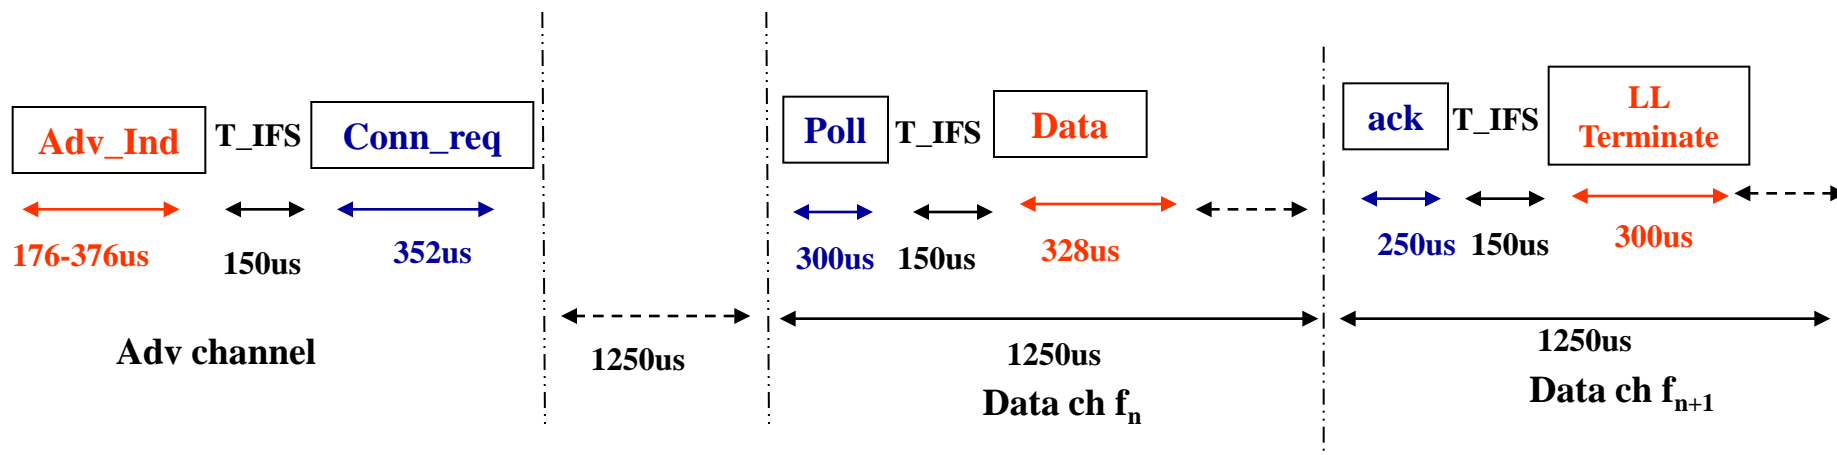 Adv_Ind
T_IFS
Conn_req
176-376us
150us
352us
Adv channel
1250us
Poll
T_IFS
Data
300us
150us
328us
1250us
Data ch fn
ack
T_IFS
LL
Terminate
250us
150us
300us
1250us
Data ch fn+1